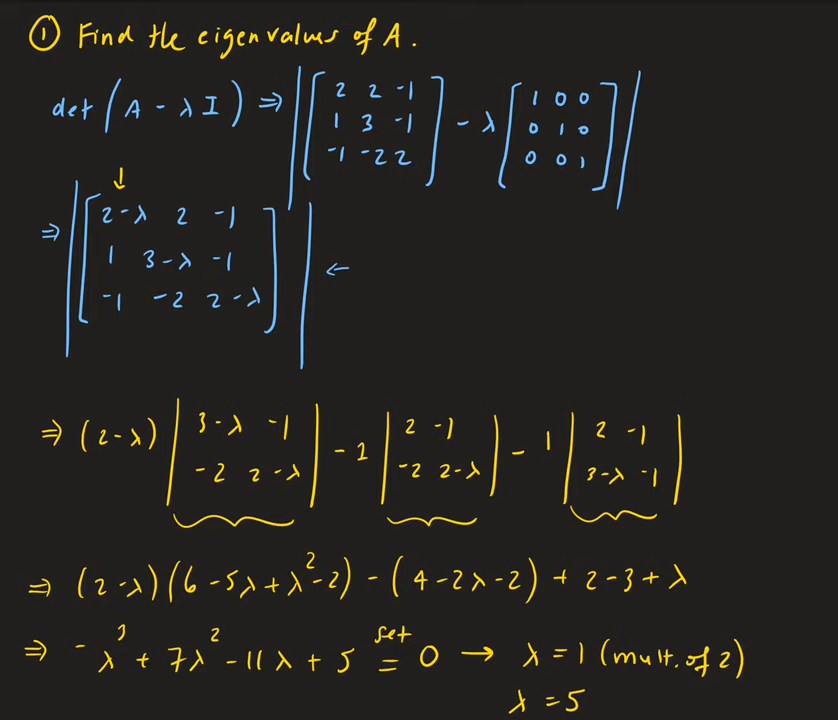 ① Find the eigenvalues of A.
det(A - λI) ⇒ |[2 2 -1; 1 3 -1; -1 -2 2] - λ[1 0 0; 0 1 0; 0 0 1]|
↓
⇒ |[2-λ 2 -1; 1 3-λ -1; -1 -2 2-λ]| ←
⇒ (2-λ) |3-λ -1; -2 2-λ| - 1 |2 -1; -2 2-λ| - 1 |2 -1; 3-λ -1|
⇒ (2-λ)(6-5λ+λ²-2) - (4-2λ-2) + 2-3+λ
⇒ -λ³ + 7λ² - 11λ + 5 set = 0 → λ = 1 (mult. of 2)
λ = 5